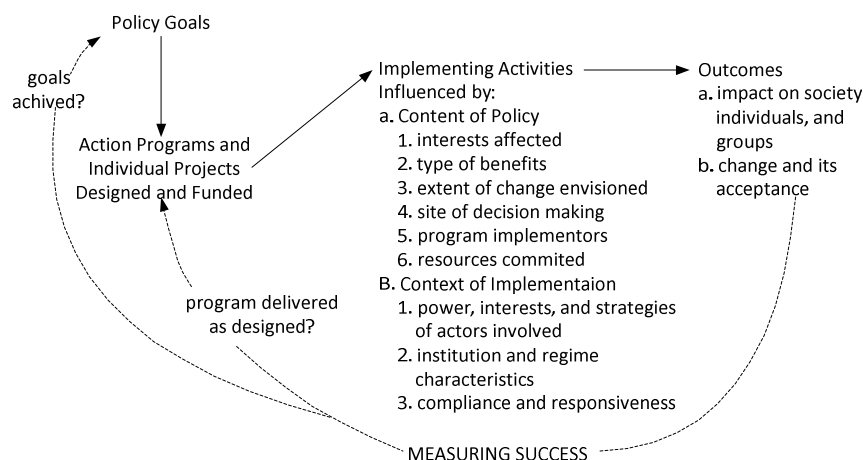 Policy Goals
goals
achived?
Action Programs and
Individual Projects
Designed and Funded
program delivered
as designed?
Implementing Activities
Influenced by:
a. Content of Policy
1. interests affected
2. type of benefits
3. extent of change envisioned
4. site of decision making
5. program implementors
6. resources commited
B. Context of Implementaion
1. power, interests, and strategies
of actors involved
2. institution and regime
characteristics
3. compliance and responsiveness
Outcomes
a. impact on society
individuals, and
groups
b. change and its
acceptance
MEASURING SUCCESS